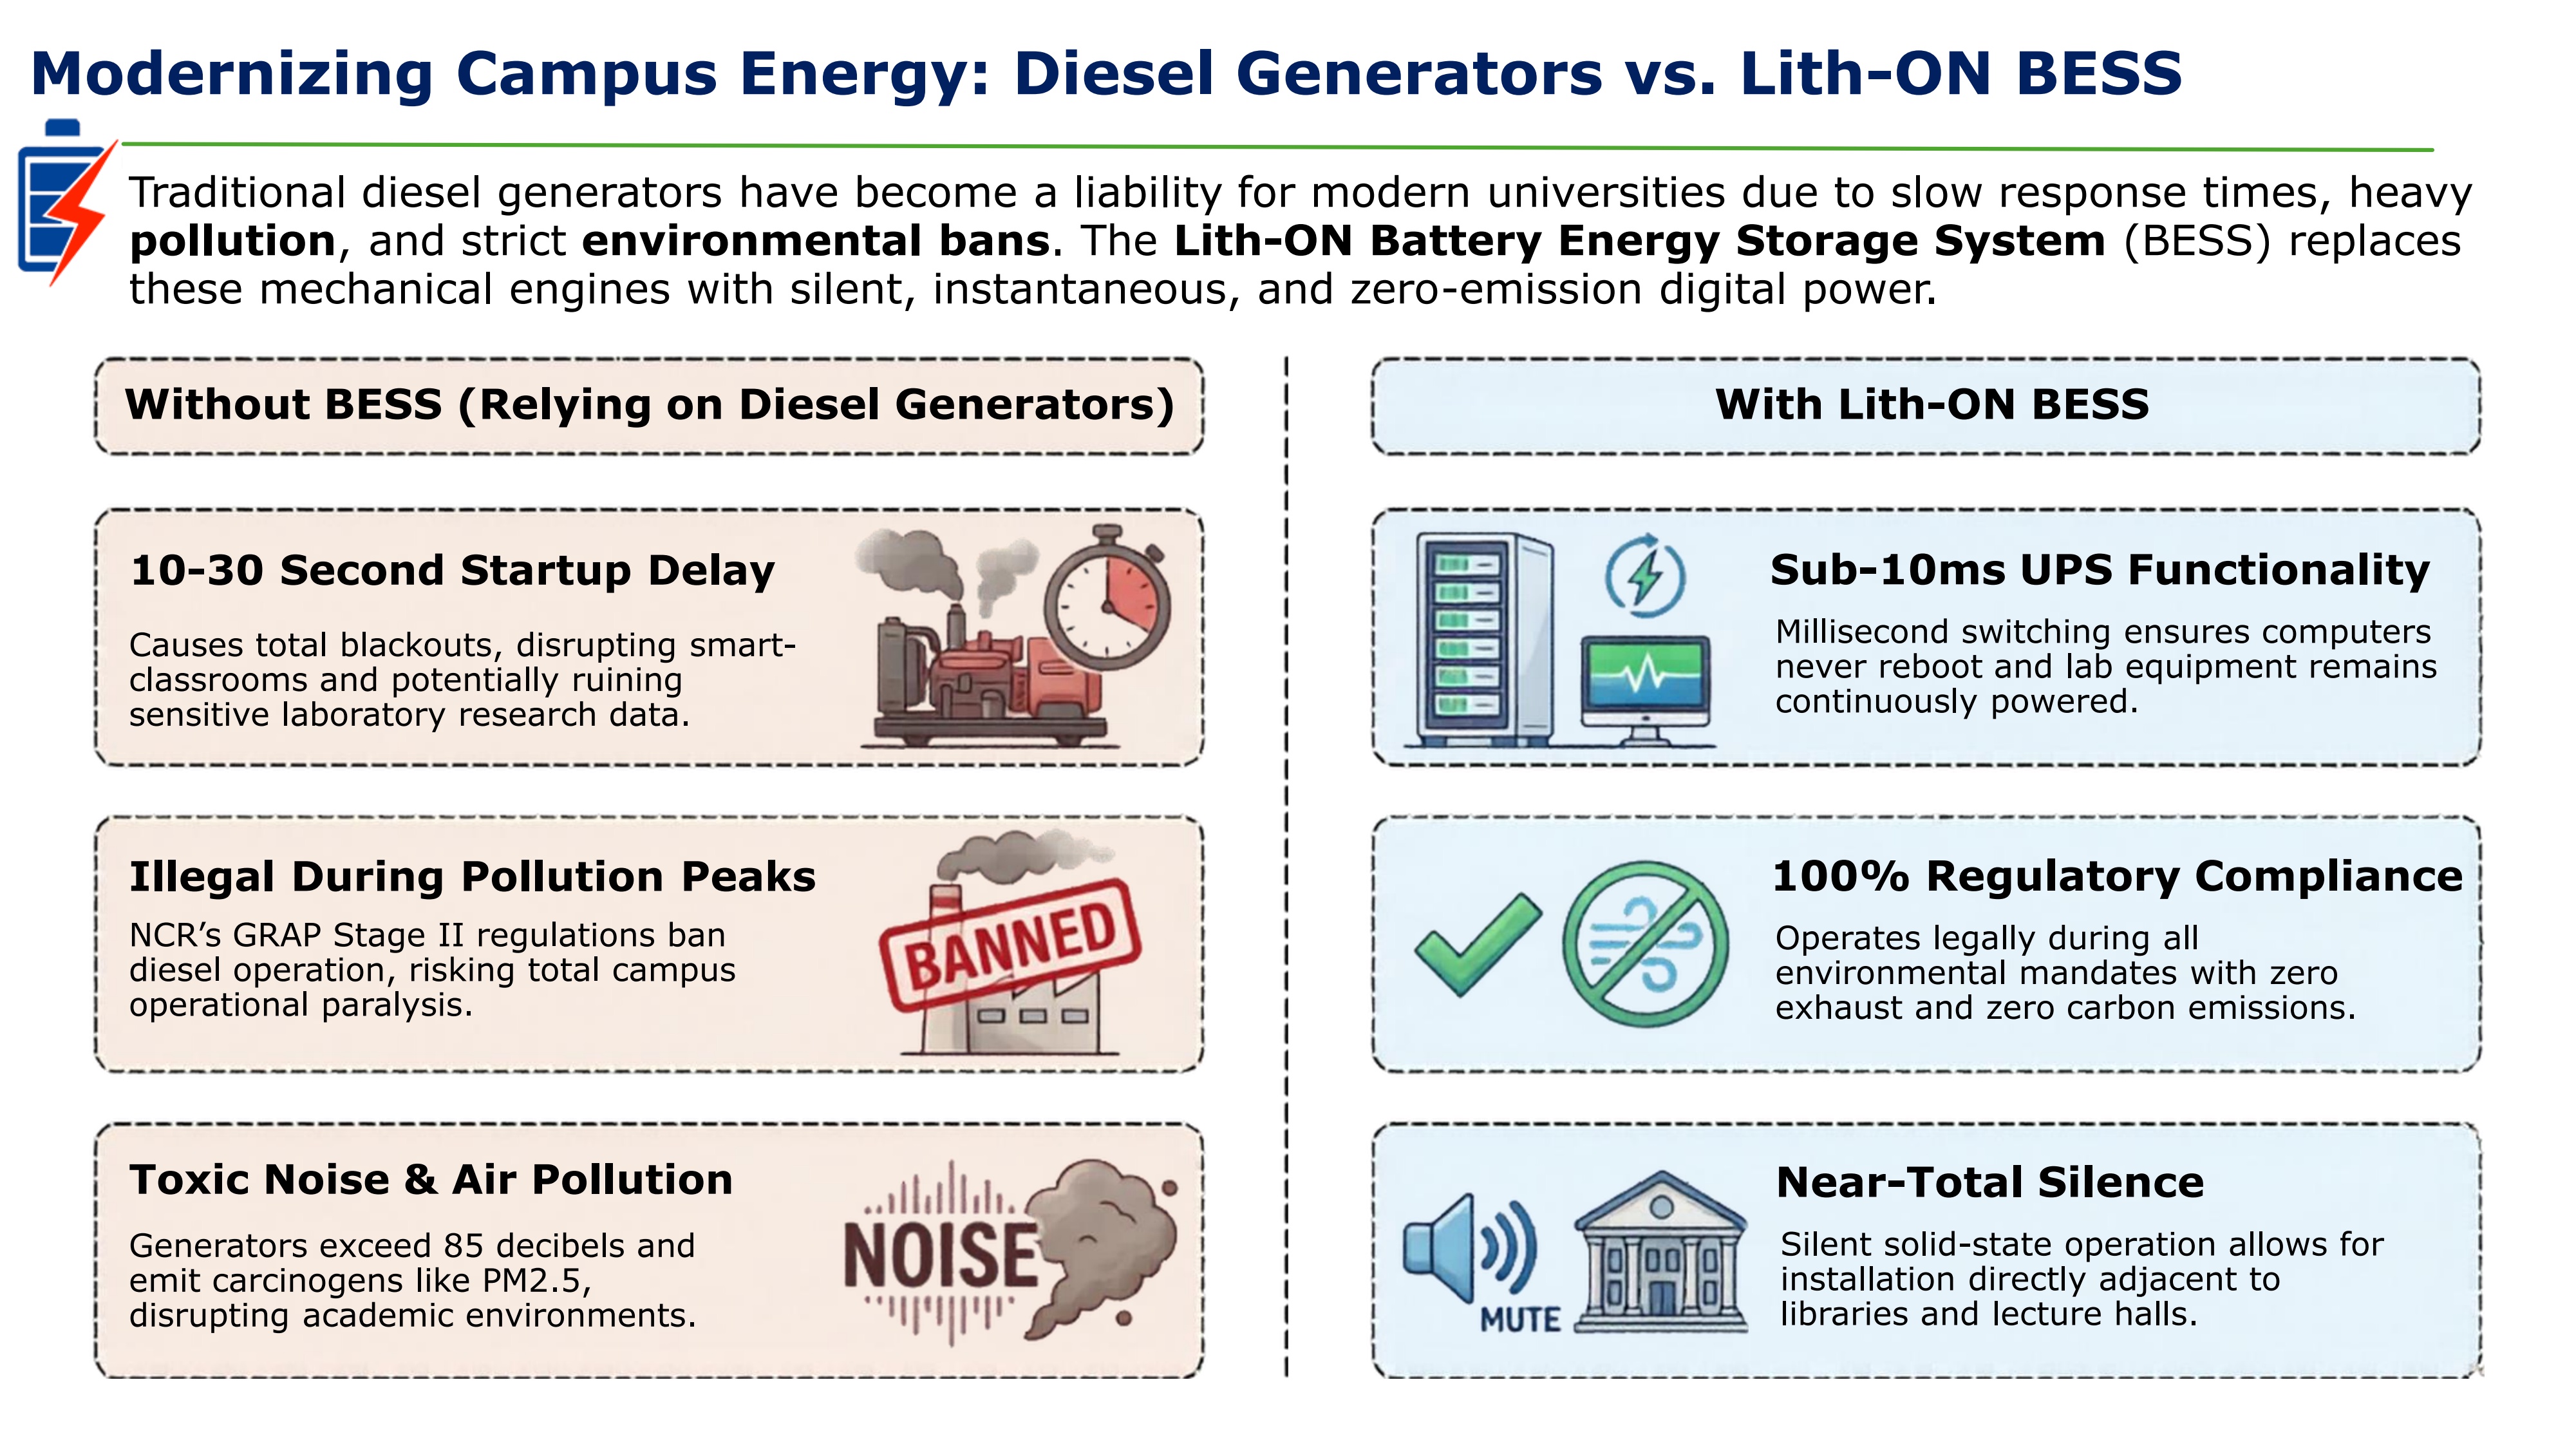 Modernizing Campus Energy: Diesel Generators vs. Lith-ON BESS
Traditional diesel generators have become a liability for modern universities due to slow response times, heavy
pollution, and strict environmental bans. The Lith-ON Battery Energy Storage System (BESS) replaces
these mechanical engines with silent, instantaneous, and zero-emission digital power.
Without BESS (Relying on Diesel Generators)
10-30 Second Startup Delay
Causes total blackouts, disrupting smart-
classrooms and potentially ruining
sensitive laboratory research data.
Illegal During Pollution Peaks
NCR’s GRAP Stage II regulations ban
diesel operation, risking total campus
operational paralysis.
BANNED
Toxic Noise & Air Pollution
Generators exceed 85 decibels and
emit carcinogens like PM2.5,
disrupting academic environments.
NOISE
With Lith-ON BESS
Sub-10ms UPS Functionality
Millisecond switching ensures computers
never reboot and lab equipment remains
continuously powered.
100% Regulatory Compliance
Operates legally during all
environmental mandates with zero
exhaust and zero carbon emissions.
Near-Total Silence
Silent solid-state operation allows for
installation directly adjacent to
libraries and lecture halls.
MUTE